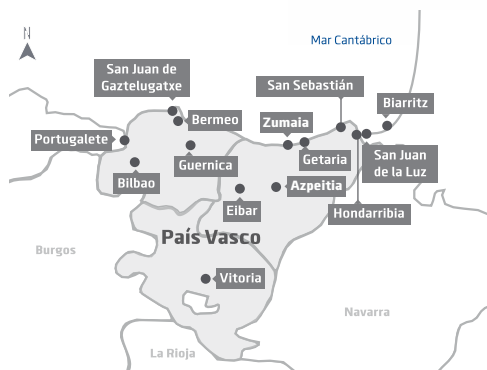 N
Mar Cantábrico
San Juan de
Gaztelugatxe
San Sebastián
Biarritz
Bermeo
Zumaia
Portugalete
Guernica
Getaria
San Juan
de la Luz
Bilbao
Eibar
Azpeitia
Hondarribia
País Vasco
Burgos
Vitoria
Navarra
La Rioja